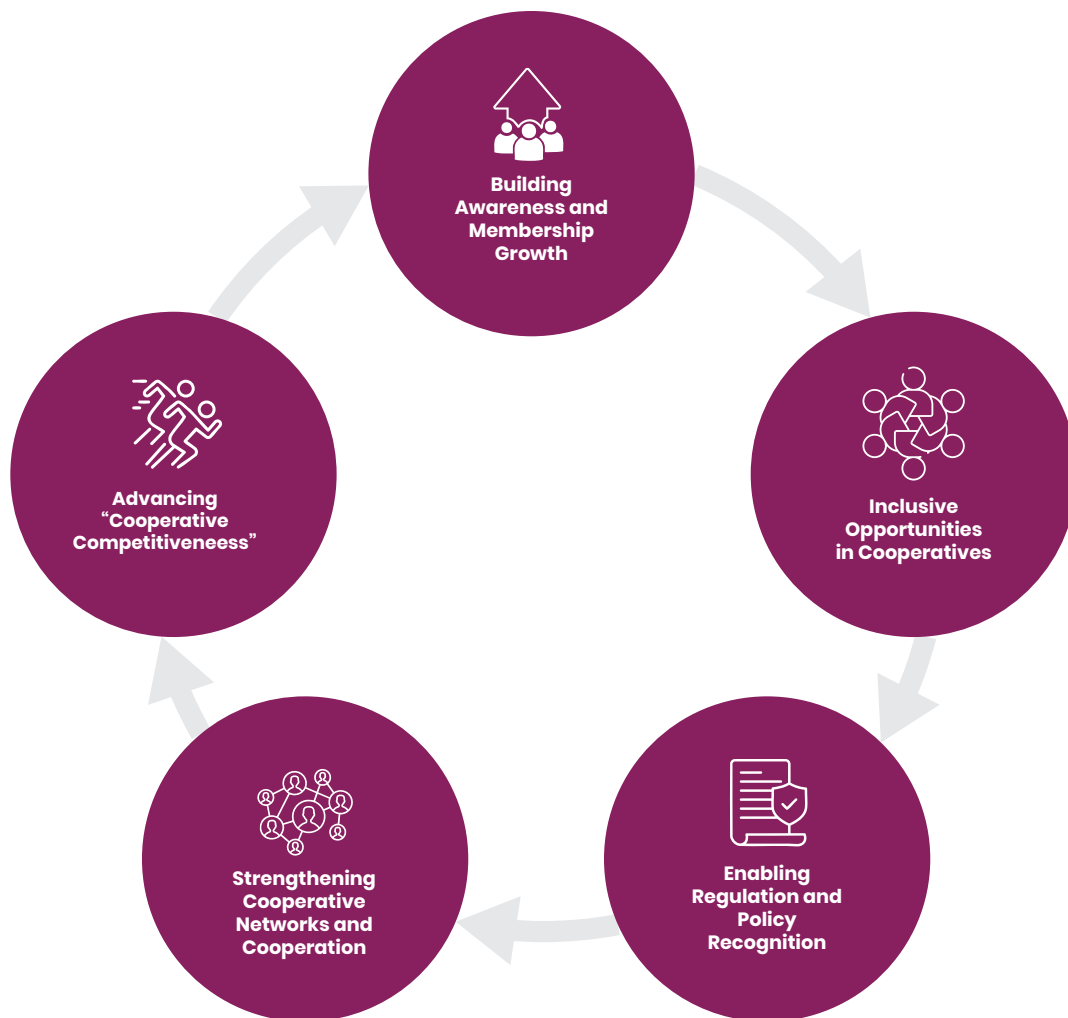 Building
Awareness and
Membership
Growth
Inclusive
Opportunities
in Cooperatives
Enabling
Regulation and
Policy
Recognition
Strengthening
Cooperative
Networks and
Cooperation
Advancing
“Cooperative
Competitiveneess”